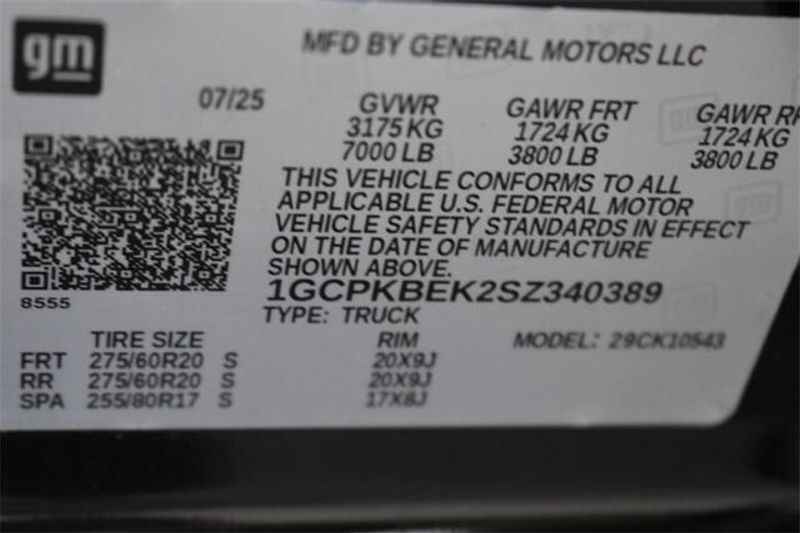 gm
MFD BY GENERAL MOTORS LLC
07/25 GVWR GAWR FRT GAWR RR
3175 KG 1724 KG 1724 KG
7000 LB 3800 LB 3800 LB
THIS VEHICLE CONFORMS TO ALL
APPLICABLE U.S. FEDERAL MOTOR
VEHICLE SAFETY STANDARDS IN EFFECT
ON THE DATE OF MANUFACTURE
SHOWN ABOVE.
8555
1GCPKBEK2SZ340389
TYPE: TRUCK
TIRE SIZE RIM MODEL: 29CK10543
FRT 275/60R20 S 20X9J
RR 275/60R20 S 20X9J
SPA 255/80R17 S 17X8J